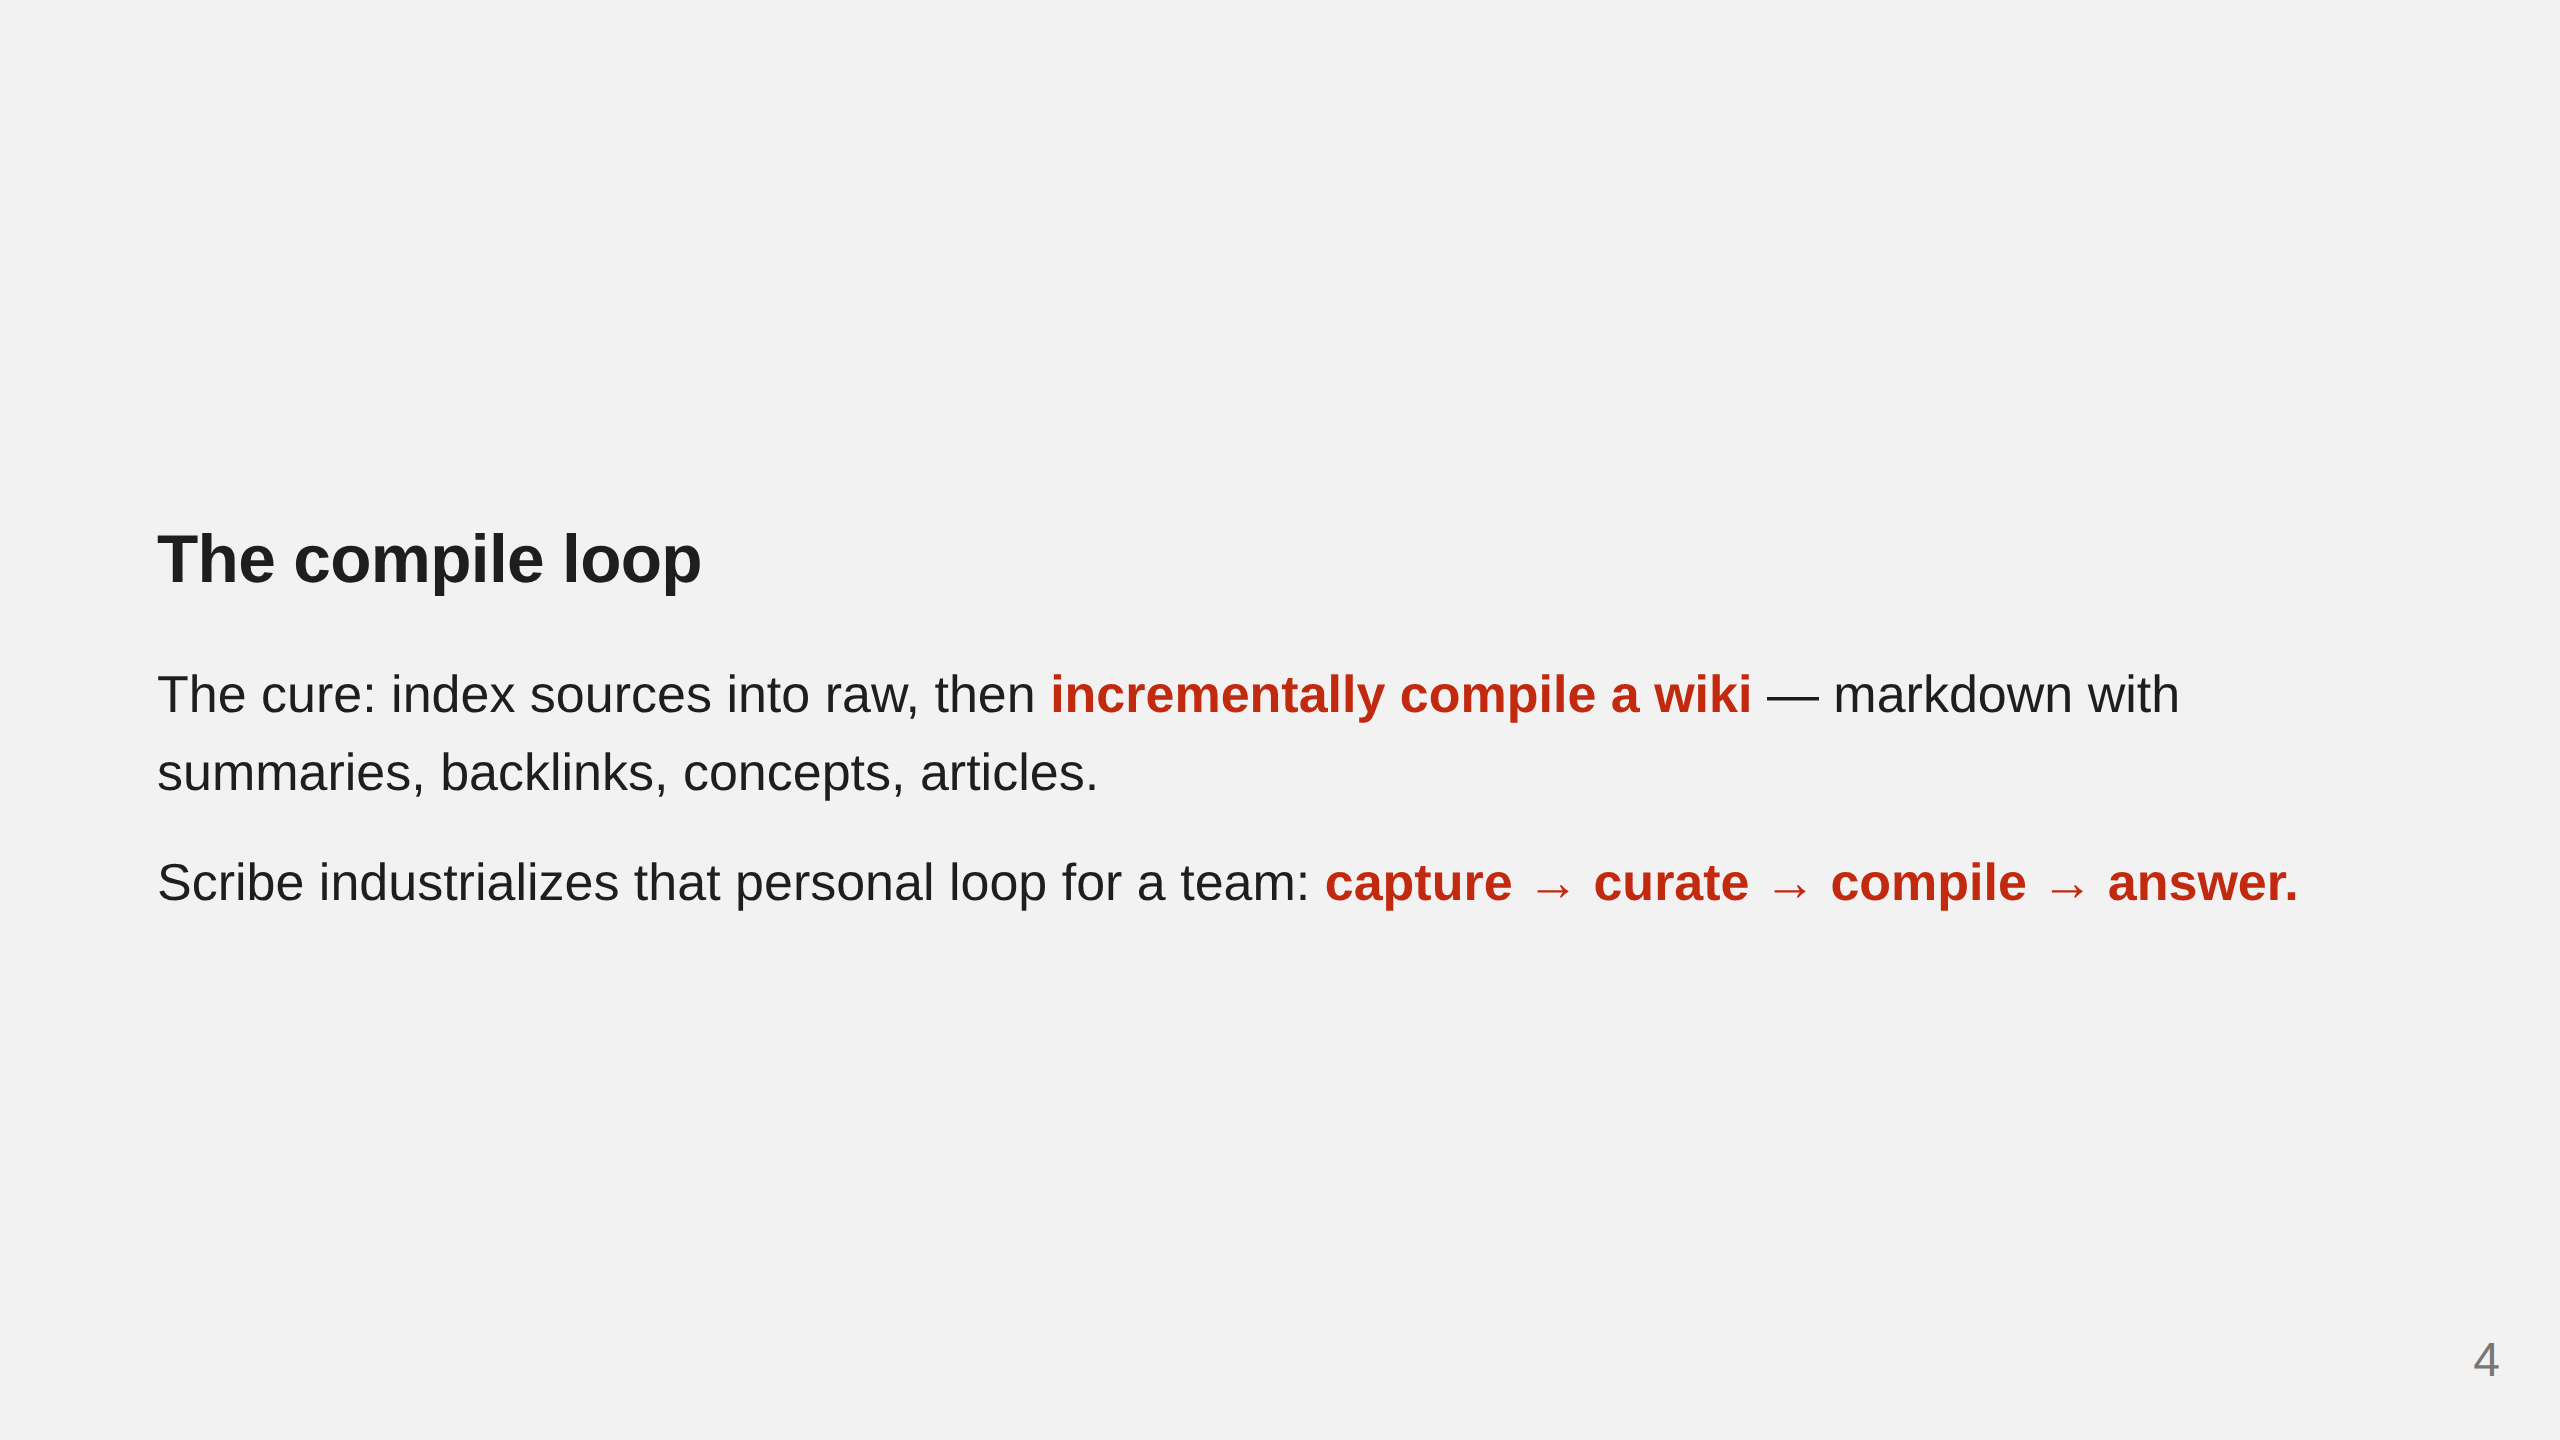 The compile loop
The cure: index sources into raw, then incrementally compile a wiki — markdown with
summaries, backlinks, concepts, articles.
Scribe industrializes that personal loop for a team: capture → curate → compile → answer.
4